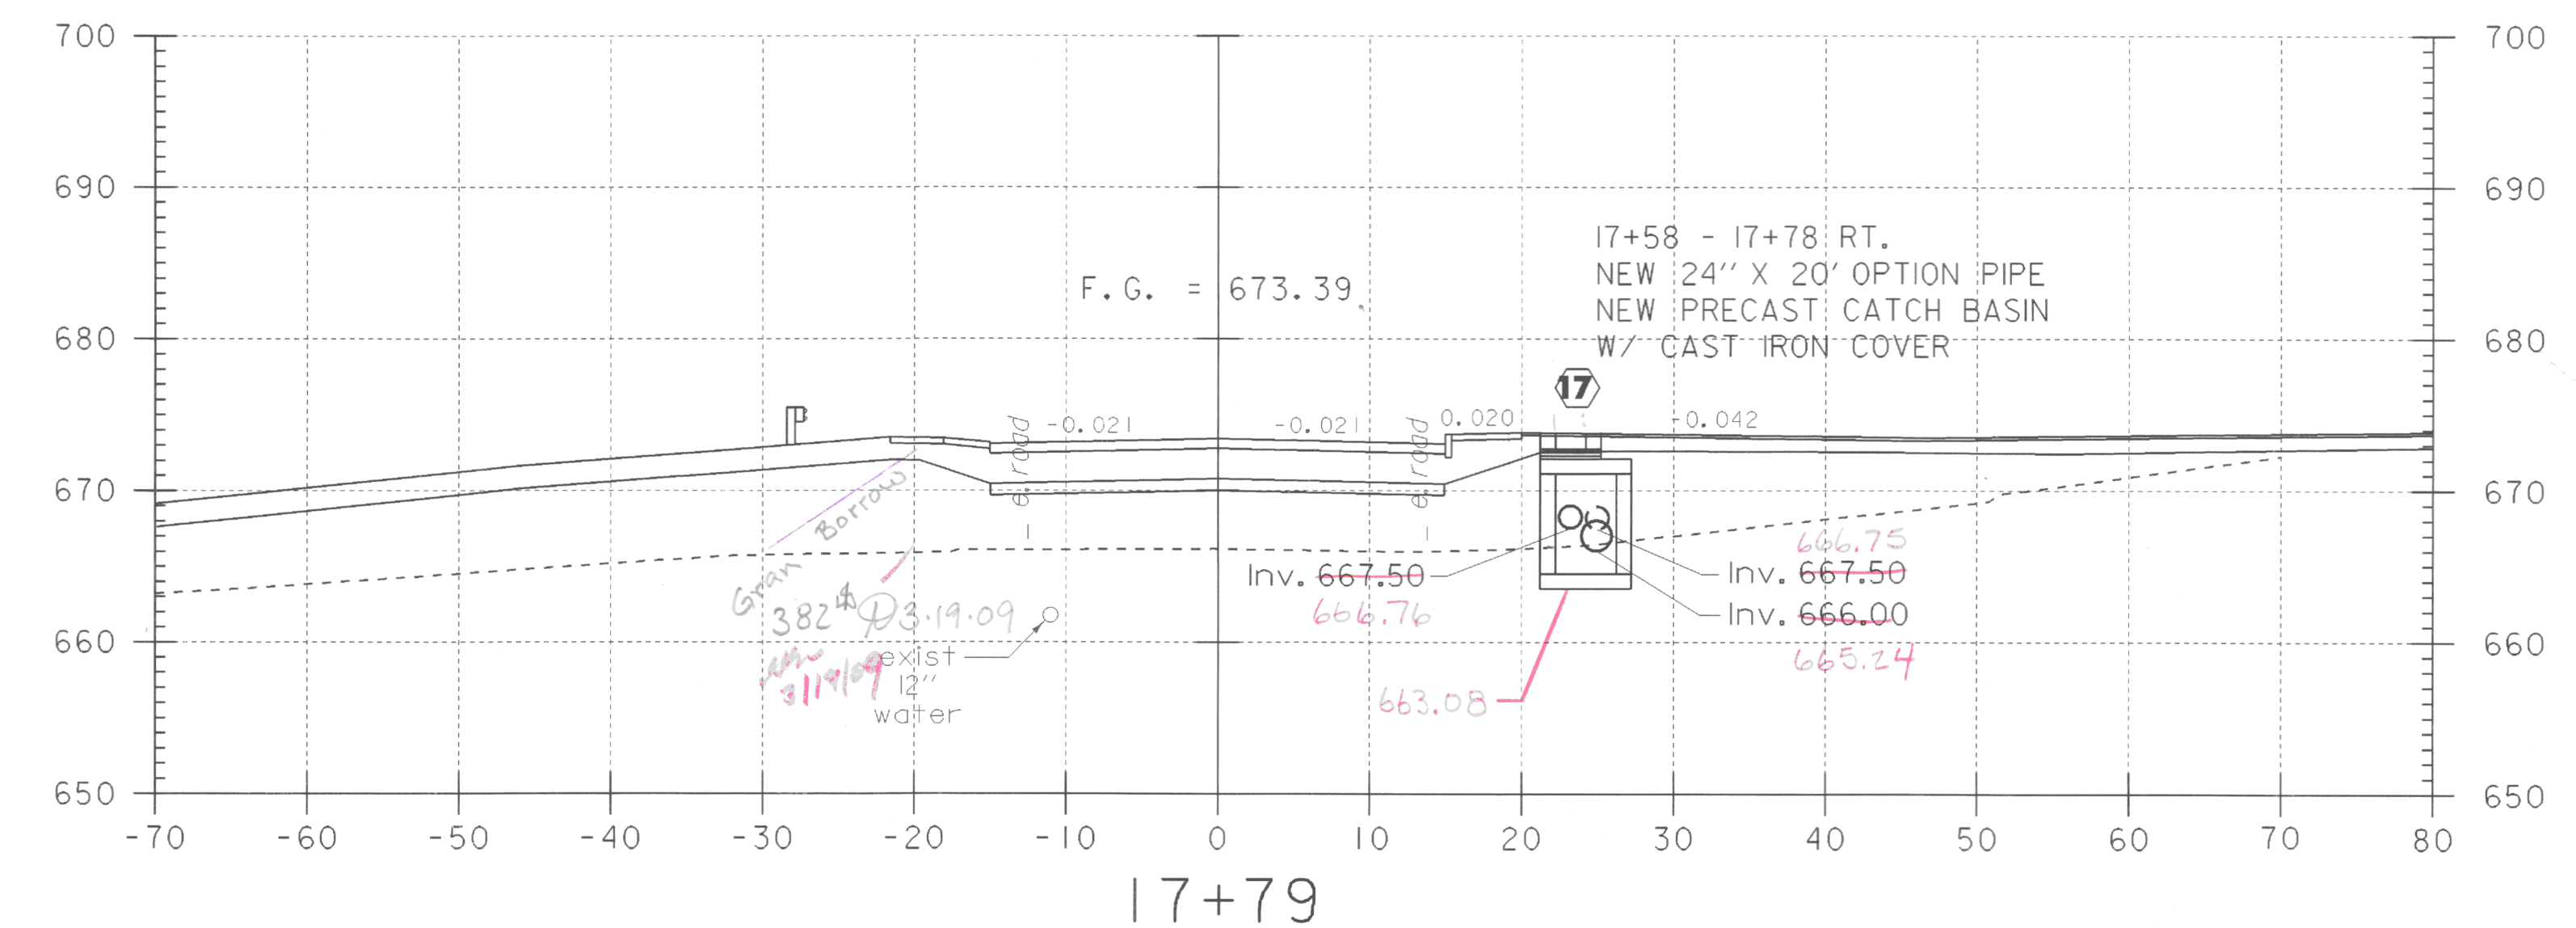 700
700
690
690
17+58 - 17+78 RT.
NEW 24'' X 20' OPTION PIPE
NEW PRECAST CATCH BASIN
W/ CAST IRON COVER
F.G. = 673.39
680
680
17
-0.021
-0.021
0.020
-0.042
e. road
e. road
670
670
Gran Borrow
666.75
Inv. 667.50
Inv. 667.50
666.76
Inv. 666.00
382
3.19.09
660
660
exist
12''
water
3/19/09
665.24
663.08
650
650
-70 -60 -50 -40 -30 -20 -10 0 10 20 30 40 50 60 70 80
17+79